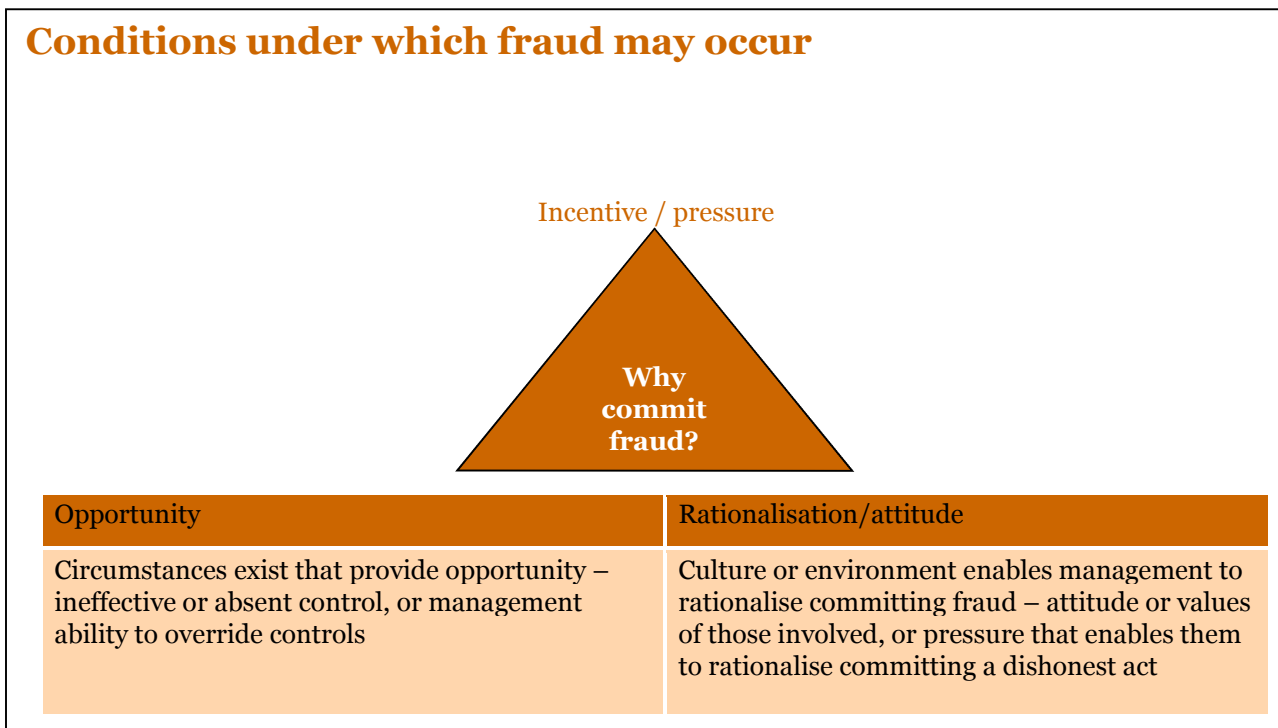 Conditions under which fraud may occur
Incentive / pressure
Why
commit
fraud?
Opportunity
Rationalisation/attitude
Circumstances exist that provide opportunity –
ineffective or absent control, or management
ability to override controls
Culture or environment enables management to
rationalise committing fraud – attitude or values
of those involved, or pressure that enables them
to rationalise committing a dishonest act